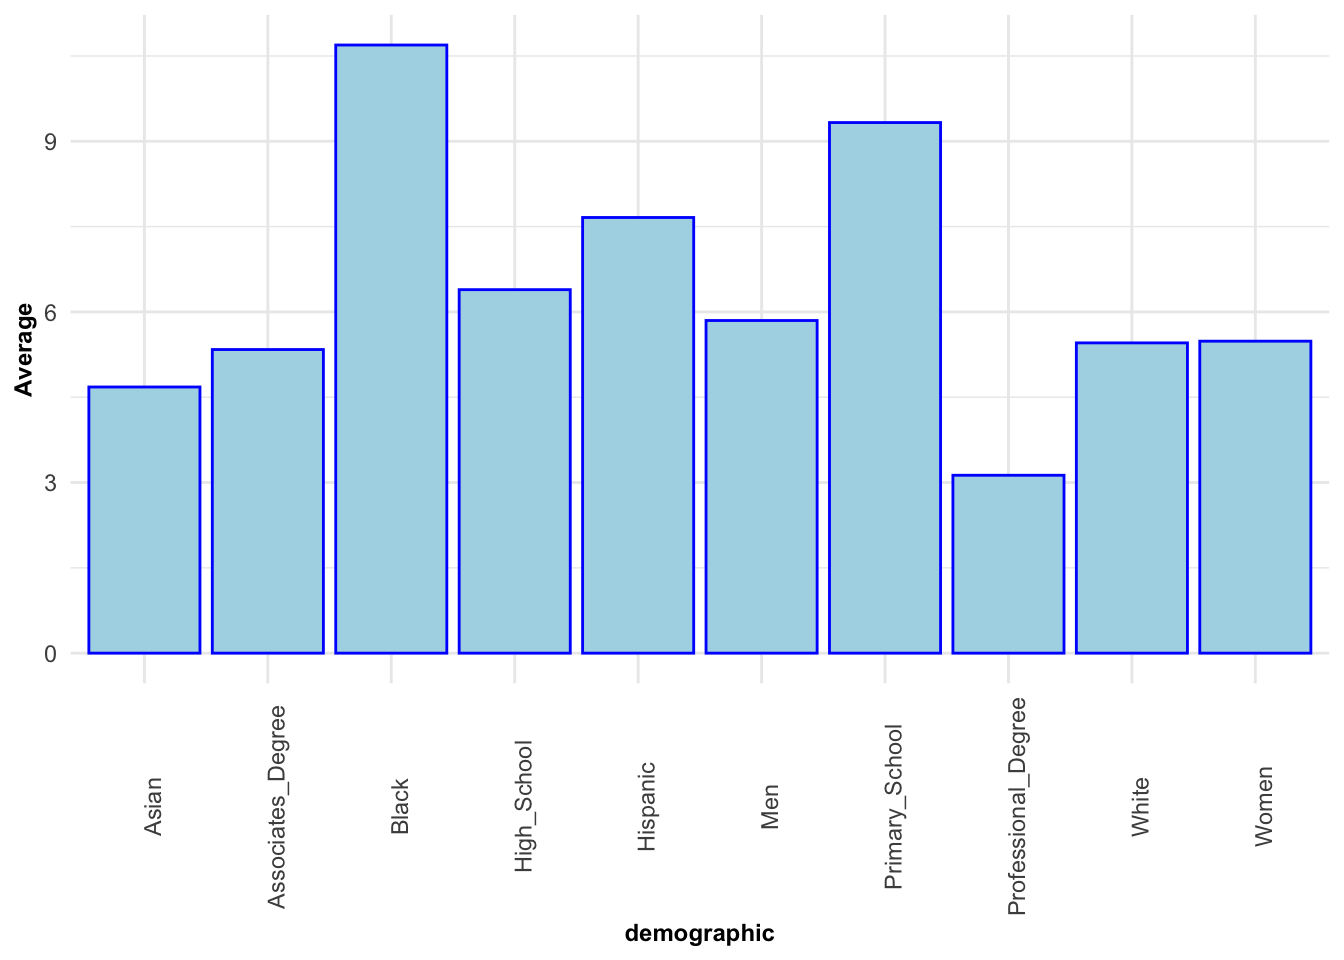 Average
9
6
3
0
Asian
Associates_Degree
Black
High_School
Hispanic
Men
Primary_School
Professional_Degree
White
Women
demographic